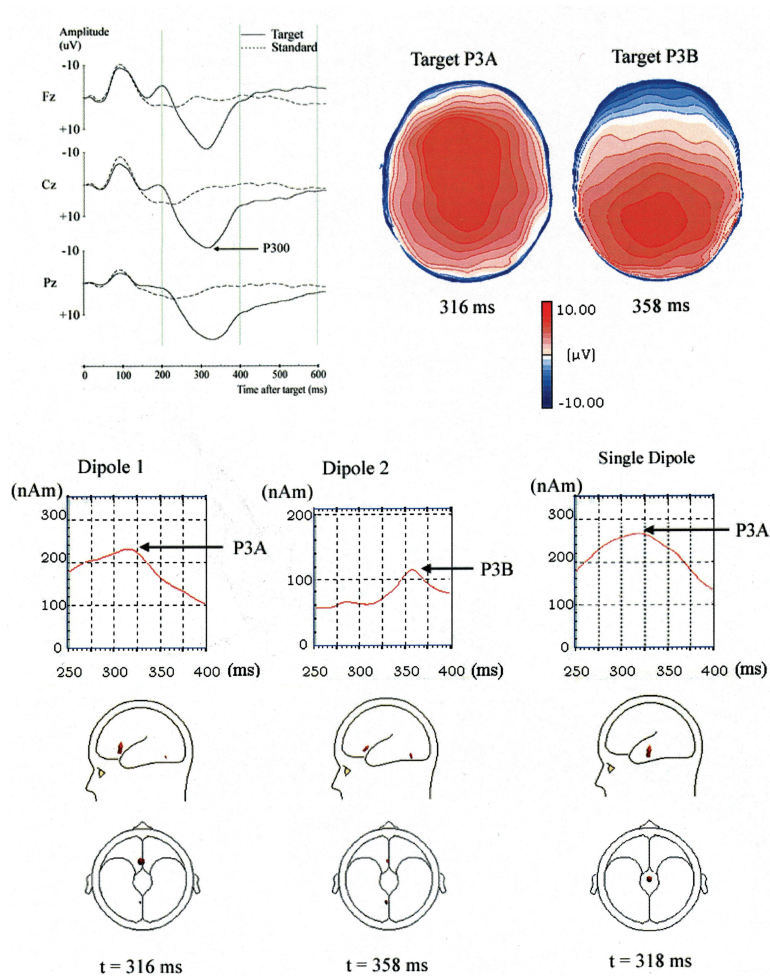 Amplitude
(uV)
Target
Standard
-10
Fz
+10
-10
Cz
+10
P300
-10
Pz
+10
0 100 200 300 400 500 600
Time after target (ms)
Target P3A
Target P3B
316 ms
358 ms
10.00
[µV]
-10.00
Dipole 1
(nAm)
300
200
100
0
P3A
250 300 350 400 (ms)
Dipole 2
(nAm)
200
100
0
P3B
250 300 350 400 (ms)
Single Dipole
(nAm)
300
200
100
0
P3A
250 300 350 400 (ms)
t = 316 ms
t = 358 ms
t = 318 ms